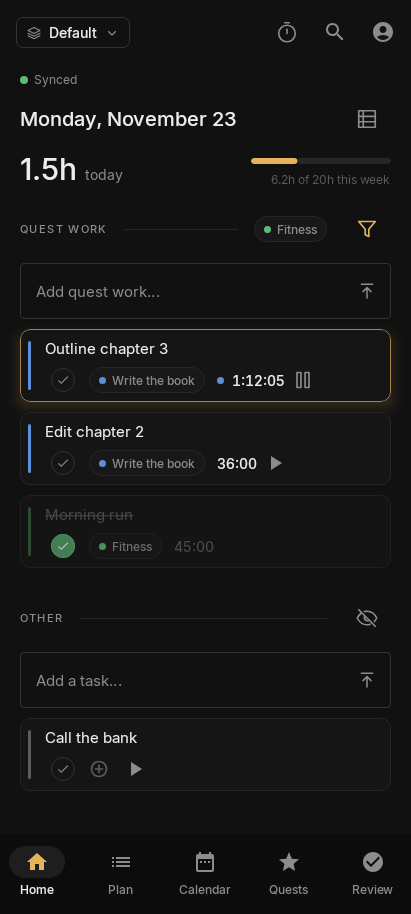 Default
Synced
Monday, November 23
1.5h today
6.2h of 20h this week
QUEST WORK
Fitness
Add quest work...
Outline chapter 3
Write the book
1:12:05
Edit chapter 2
Write the book
36:00
Morning run
Fitness
45:00
OTHER
Add a task...
Call the bank
Home
Plan
Calendar
Quests
Review